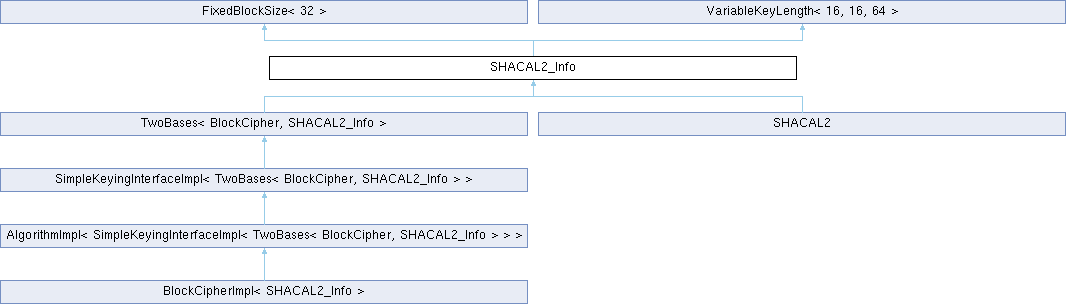 FixedBlockSize< 32 >
VariableKeyLength< 16, 16, 64 >
SHACAL2_Info
TwoBases< BlockCipher, SHACAL2_Info >
SHACAL2
SimpleKeyingInterfaceImpl< TwoBases< BlockCipher, SHACAL2_Info > >
AlgorithmImpl< SimpleKeyingInterfaceImpl< TwoBases< BlockCipher, SHACAL2_Info > > >
BlockCipherImpl< SHACAL2_Info >